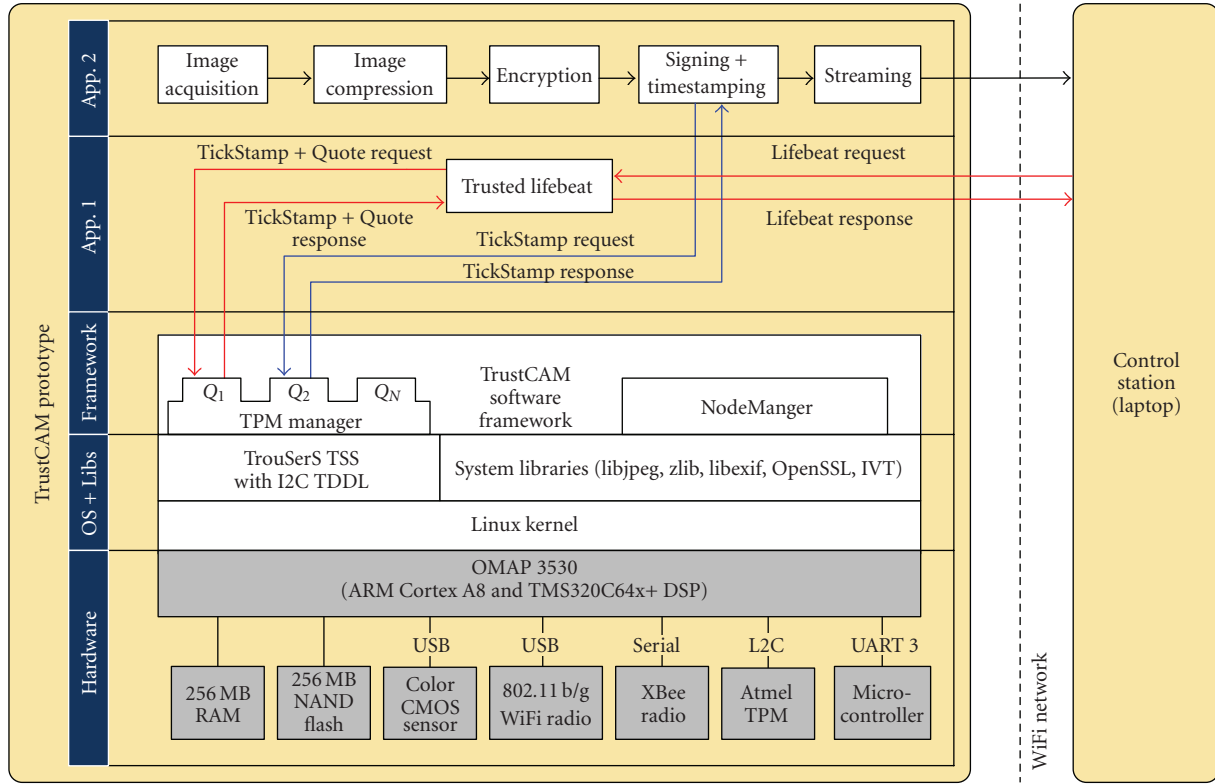 TrustCAM prototype
App. 2
Image
acquisition
Image
compression
Encryption
Signing +
timestamping
Streaming
App. 1
TickStamp + Quote request
Trusted lifebeat
Lifebeat request
Lifebeat response
TickStamp + Quote
response
TickStamp request
TickStamp response
Framework
Q1
Q2
QN
TPM manager
TrustCAM
software
framework
NodeManger
OS + Libs
TrouSerS TSS
with I2C TDDL
System libraries (libjpeg, zlib, libexif, OpenSSL, IVT)
Linux kernel
Hardware
OMAP 3530
(ARM Cortex A8 and TMS320C64x+ DSP)
USB
USB
Serial
L2C
UART 3
256 MB
RAM
256 MB
NAND
flash
Color
CMOS
sensor
802.11 b/g
WiFi radio
XBee
radio
Atmel
TPM
Micro-
controller
WiFi network
Control
station
(laptop)